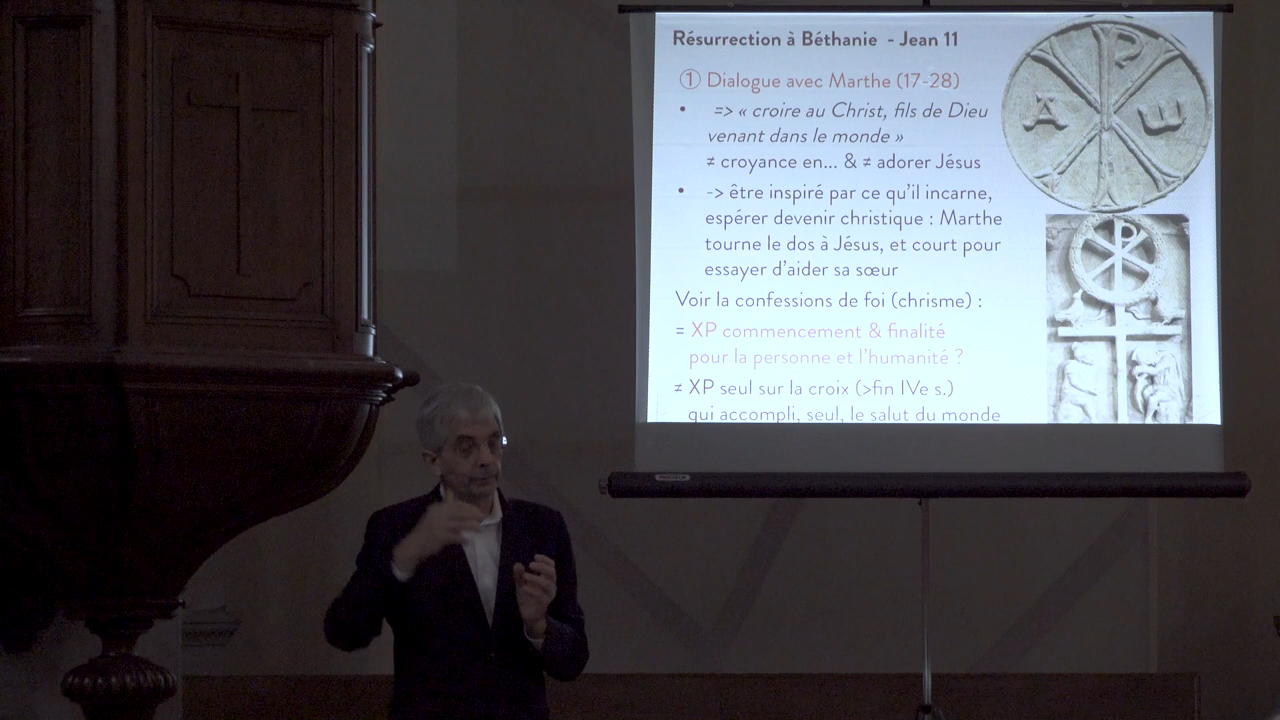 Résurrection à Béthanie - Jean 11
① Dialogue avec Marthe (17-28)
• => « croire au Christ, fils de Dieu
venant dans le monde »
≠ croyance en... & ≠ adorer Jésus
• -> être inspiré par ce qu'il incarne,
espérer devenir christique : Marthe
tourne le dos à Jésus, et court pour
essayer d'aider sa sœur
Voir la confessions de foi (chrisme) :
= XP commencement & finalité
pour la personne et l'humanité ?
≠ XP seul sur la croix (>fin IVe s.)
qui accompli, seul, le salut du monde